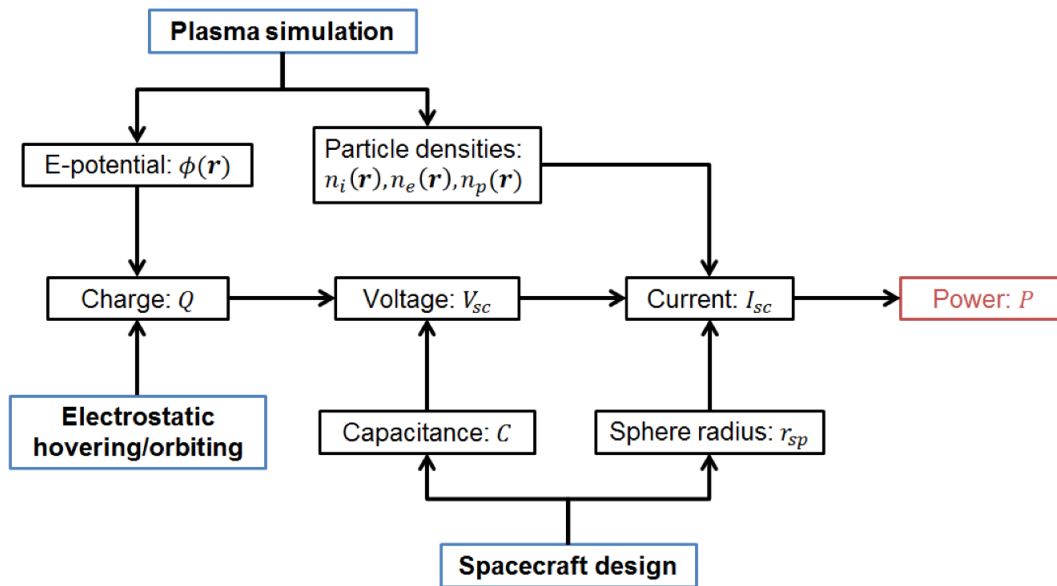 Plasma simulation
E-potential: ϕ(r)
Particle densities:
nᵢ(r), nₑ(r), nₚ(r)
Charge: Q
Voltage: V_sc
Current: I_sc
Power: P
Electrostatic
hovering/orbiting
Capacitance: C
Sphere radius: r_sp
Spacecraft design